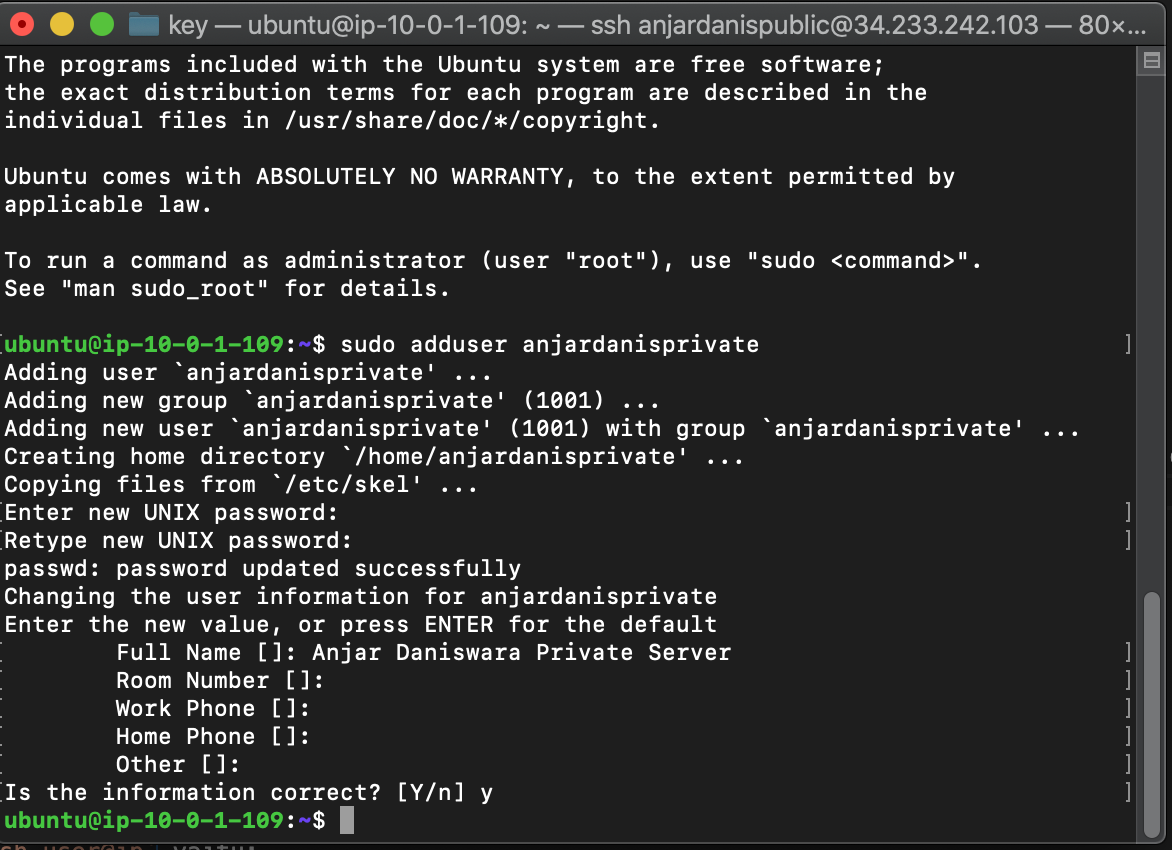 key — ubuntu@ip-10-0-1-109: ~ — ssh anjardanispublic@34.233.242.103 — 80×...
The programs included with the Ubuntu system are free software;
the exact distribution terms for each program are described in the
individual files in /usr/share/doc/*/copyright.
Ubuntu comes with ABSOLUTELY NO WARRANTY, to the extent permitted by
applicable law.
To run a command as administrator (user "root"), use "sudo <command>".
See "man sudo_root" for details.
[ubuntu@ip-10-0-1-109:~$ sudo adduser anjardanisprivate ]
Adding user `anjardanisprivate' ...
Adding new group `anjardanisprivate' (1001) ...
Adding new user `anjardanisprivate' (1001) with group `anjardanisprivate' ...
Creating home directory `/home/anjardanisprivate' ...
Copying files from `/etc/skel' ...
[Enter new UNIX password: ]
[Retype new UNIX password: ]
passwd: password updated successfully
Changing the user information for anjardanisprivate
Enter the new value, or press ENTER for the default
[ Full Name []: Anjar Daniswara Private Server ]
[ Room Number []: ]
[ Work Phone []: ]
[ Home Phone []: ]
[ Other []: ]
[Is the information correct? [Y/n] y ]
ubuntu@ip-10-0-1-109:~$